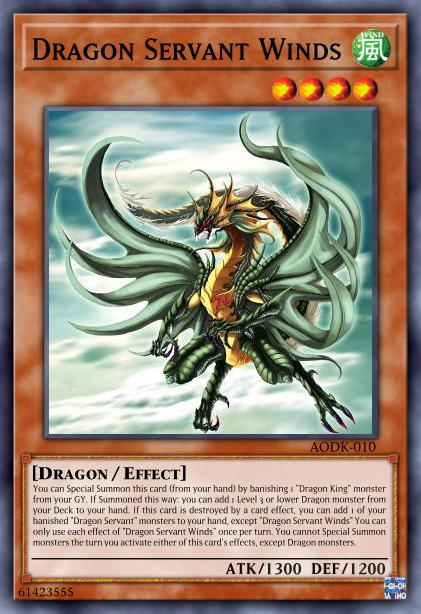 Dragon Servant Winds
WIND
風
AODK-010
[Dragon / Effect]
You can Special Summon this card (from your hand) by banishing 1 "Dragon King" monster
from your GY. If Summoned this way: you can add 1 Level 3 or lower Dragon monster from
your Deck to your hand. If this card is destroyed by a card effect, you can add 1 of your
banished "Dragon Servant" monsters to your hand, except "Dragon Servant Winds" You can
only use each effect of "Dragon Servant Winds" once per turn. You cannot Special Summon
monsters the turn you activate either of this card's effects, except Dragon monsters.
ATK/1300 DEF/1200
61423555